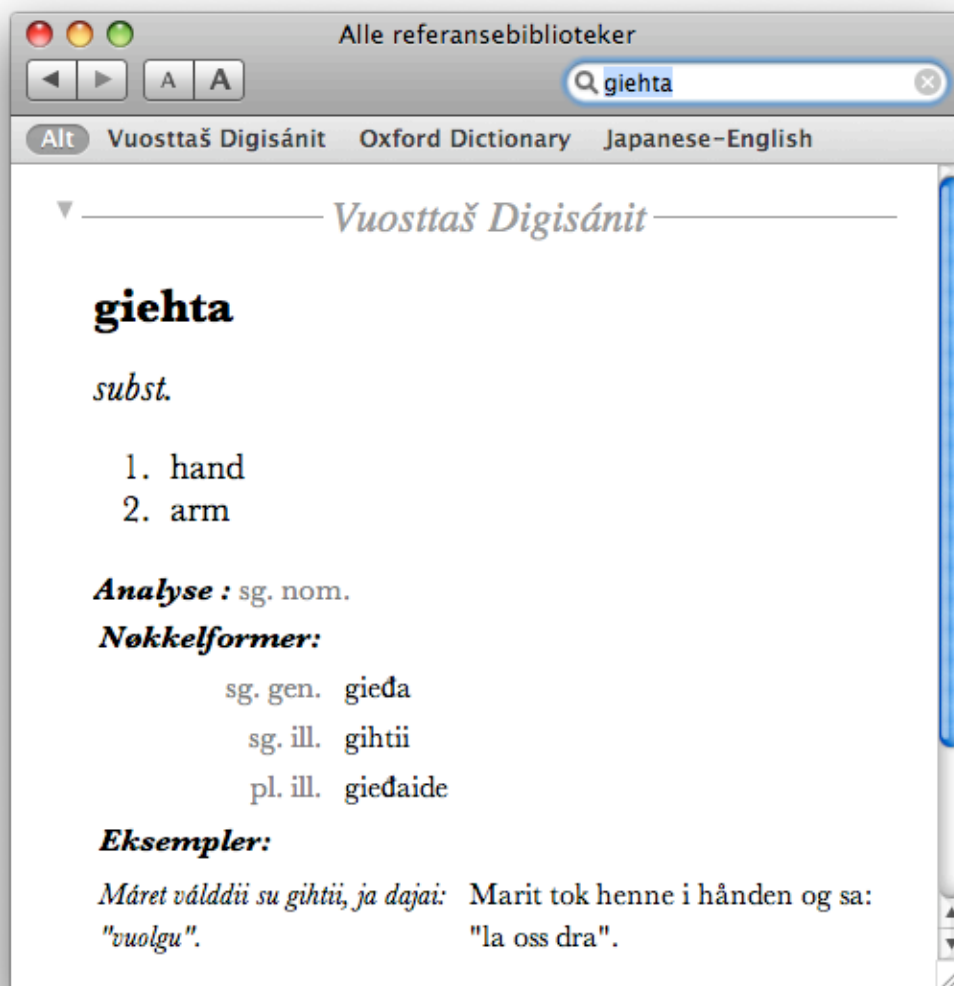 Alle referansebiblioteker
A A giehta
Alt Vuosttaš Digisánit Oxford Dictionary Japanese-English
Vuosttaš Digisánit
giehta
subst.
1. hand
2. arm
Analyse : sg. nom.
Nøkkelformer:
sg. gen. gieđa
sg. ill. gihtii
pl. ill. gieđaide
Eksempler:
Máret válddii su gihtii, ja dajai: Marit tok henne i hånden og sa:
"vuolgu". "la oss dra".